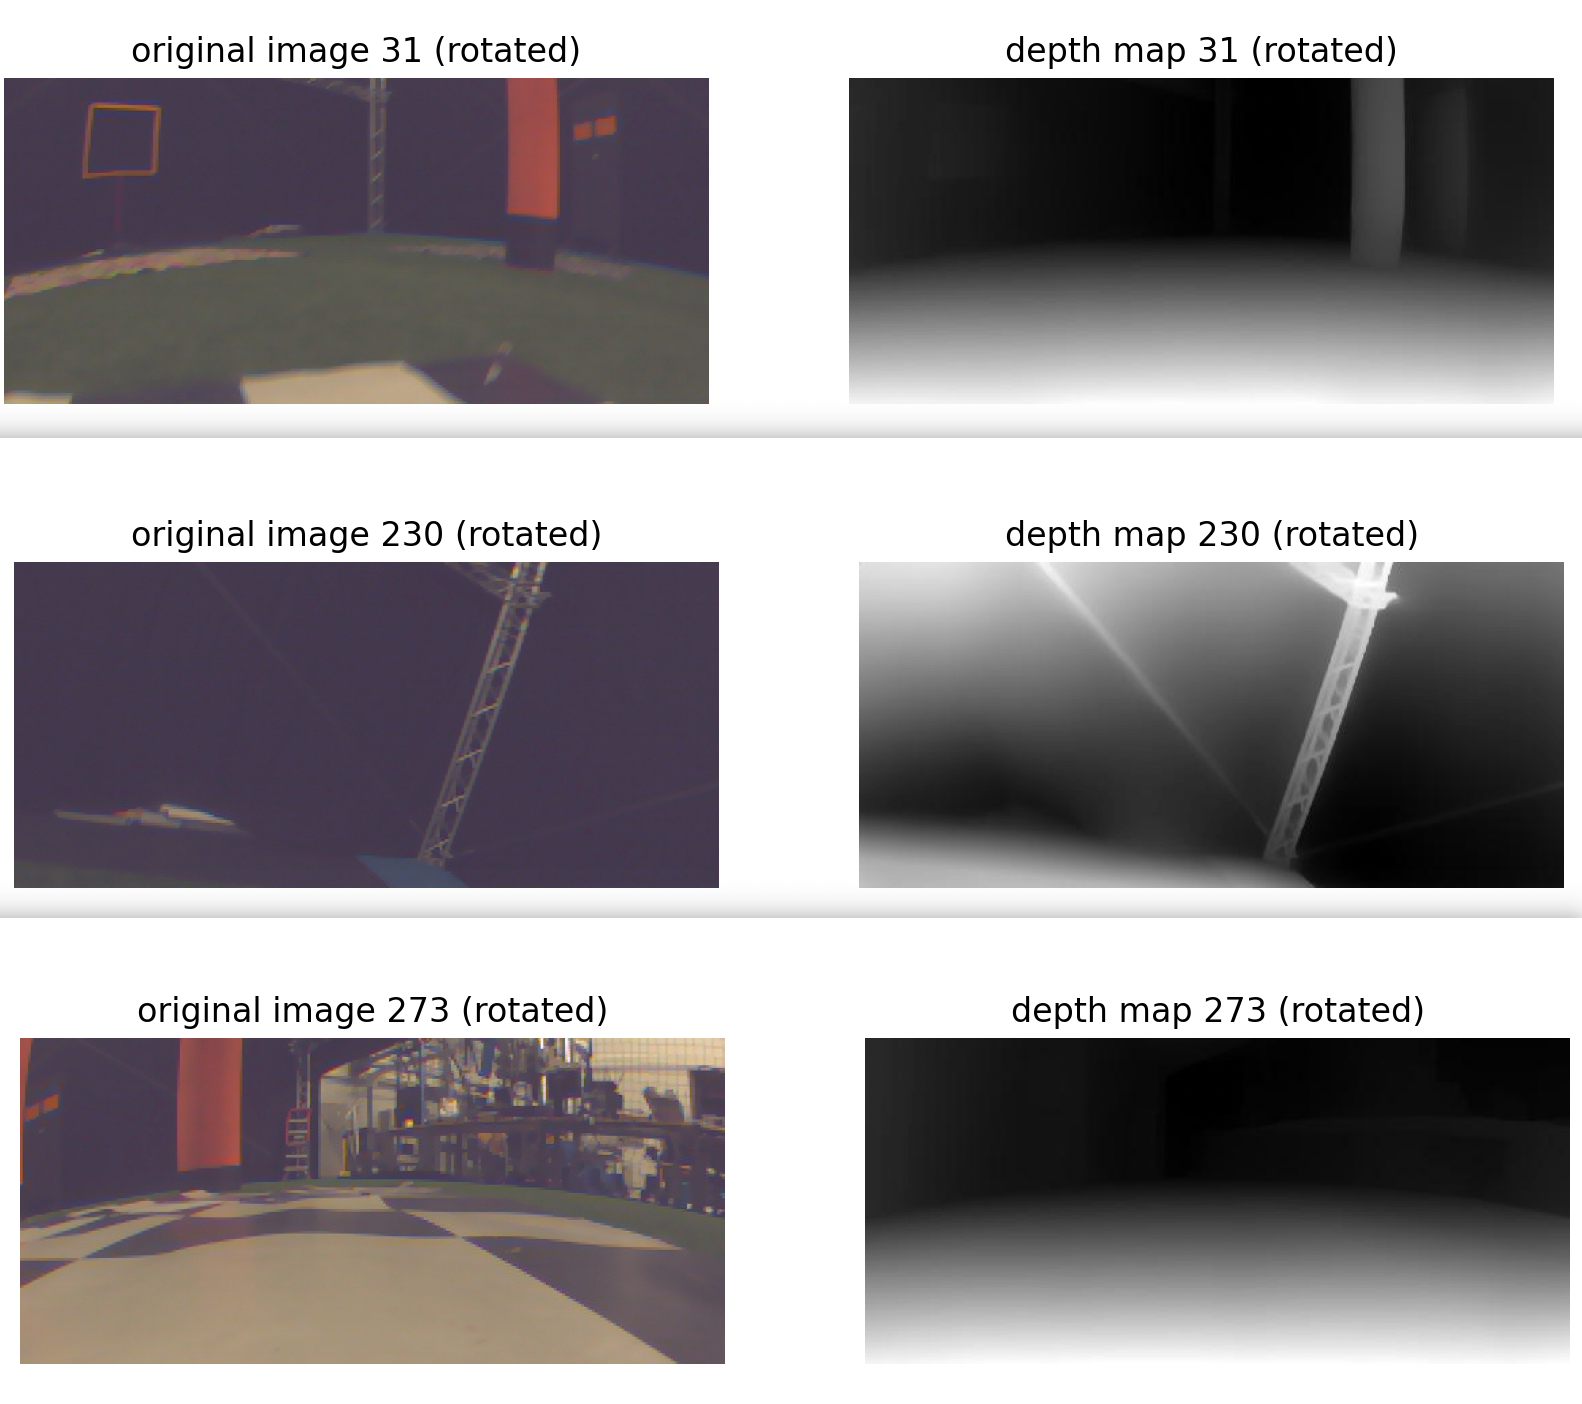 original image 31 (rotated)
depth map 31 (rotated)
original image 230 (rotated)
depth map 230 (rotated)
original image 273 (rotated)
depth map 273 (rotated)